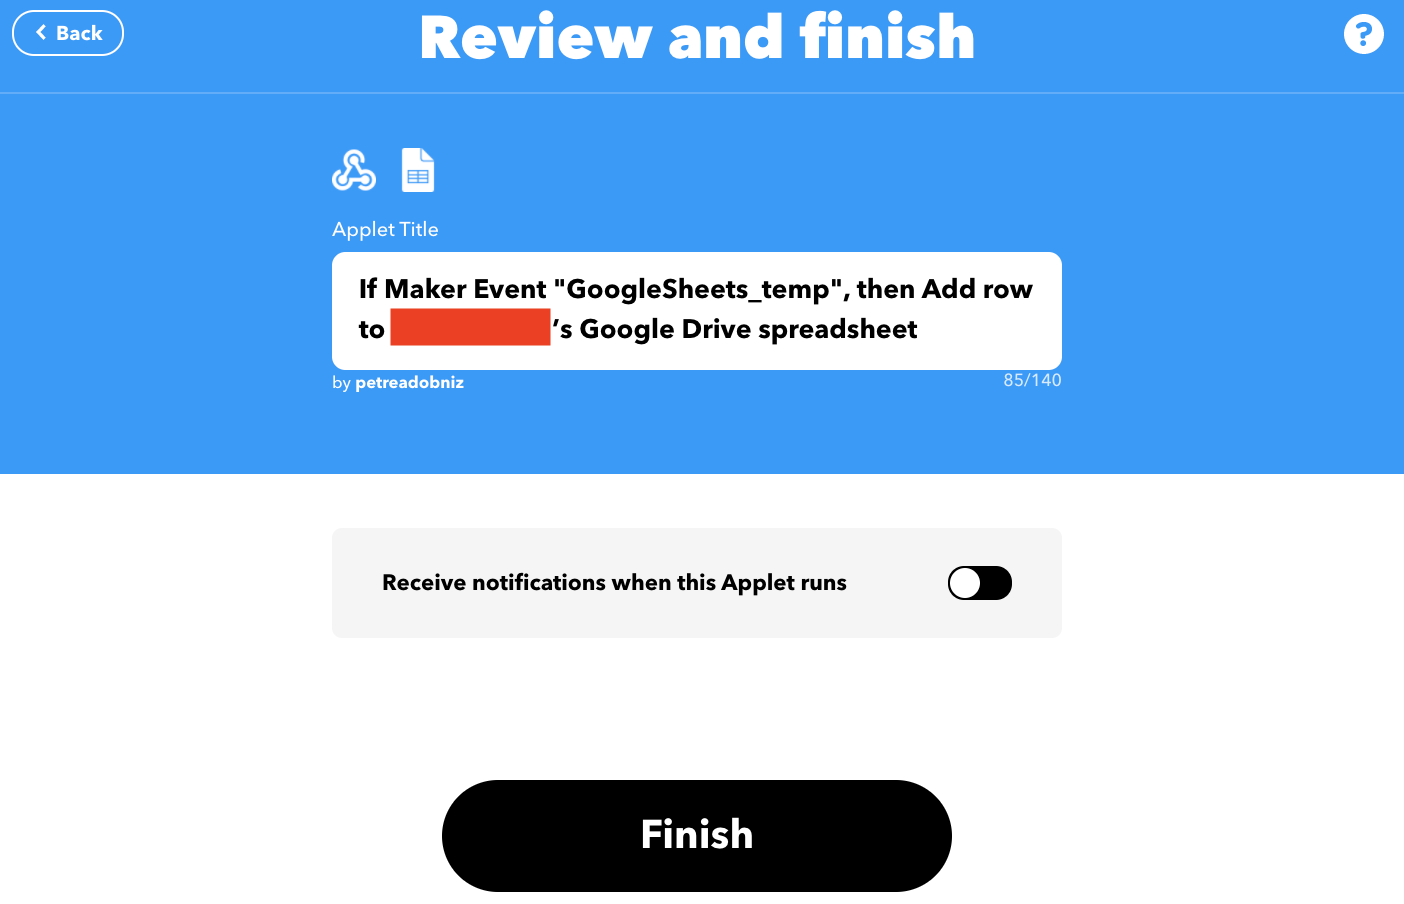 Back
Review and finish
?
Applet Title
If Maker Event "GoogleSheets_temp", then Add row
to ’s Google Drive spreadsheet
by petreadobniz
85/140
Receive notifications when this Applet runs
Finish